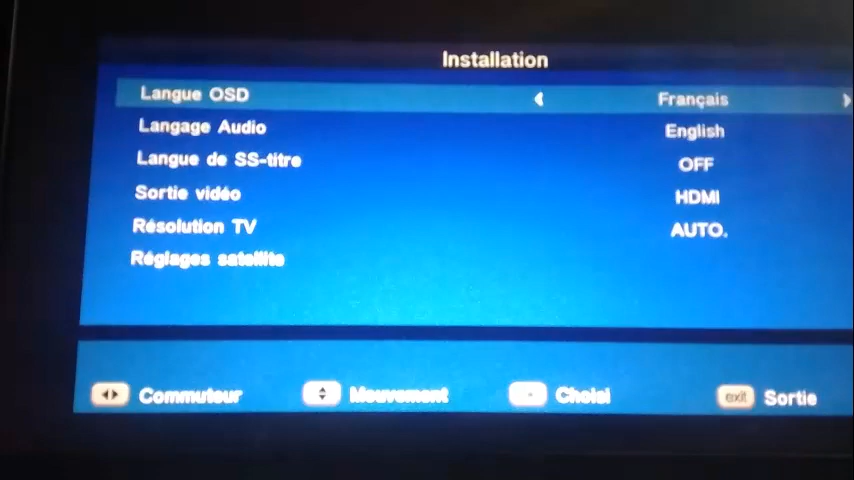 Installation
Langue OSD Français
Langage Audio English
Langue de SS-titre OFF
Sortie vidéo HDMI
Résolution TV AUTO.
Réglages satellite
Commuteur Mouvement Choisi exit Sortie